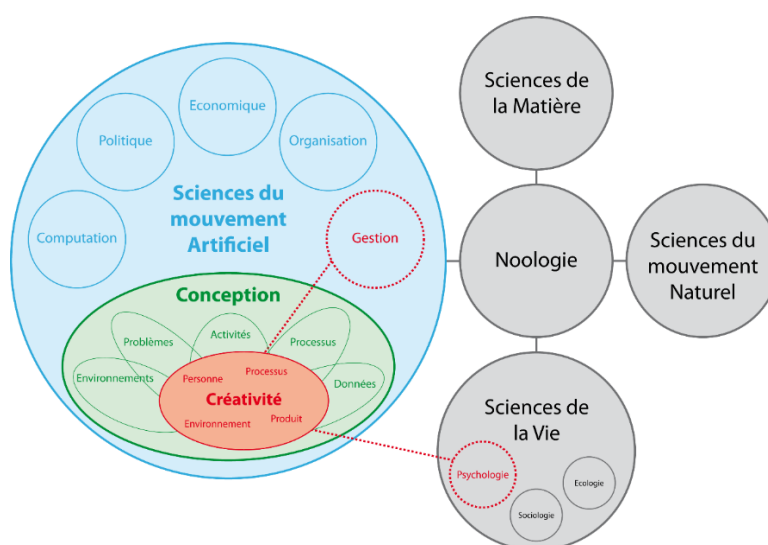 Economique
Politique
Organisation
Computation
Sciences du
mouvement
Artificiel
Gestion
Conception
Problèmes
Activités
Processus
Environnements
Données
Personne
Processus
Créativité
Environnement
Produit
Sciences de
la Matière
Noologie
Sciences du
mouvement
Naturel
Sciences de
la Vie
Psychologie
Ecologie
Sociologie